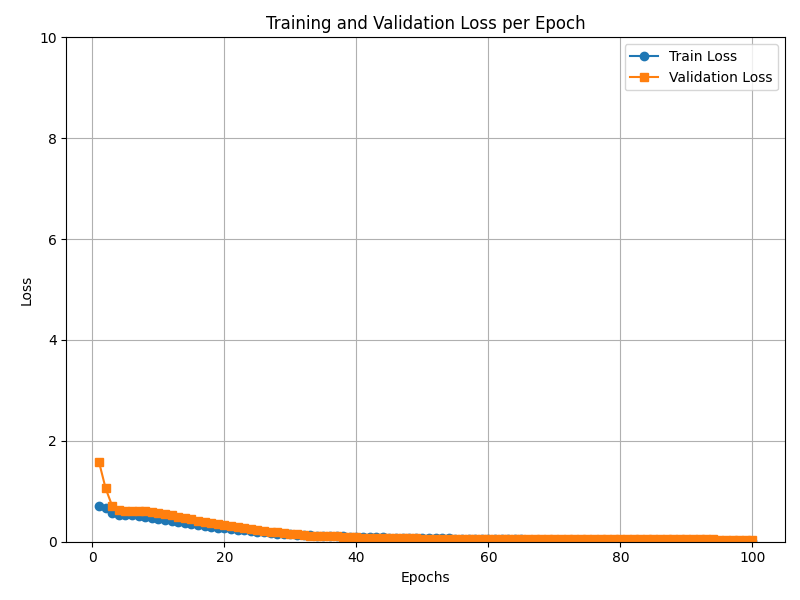 Training and Validation Loss per Epoch
Train Loss
Validation Loss
10
8
6
4
2
0
Loss
0 20 40 60 80 100
Epochs